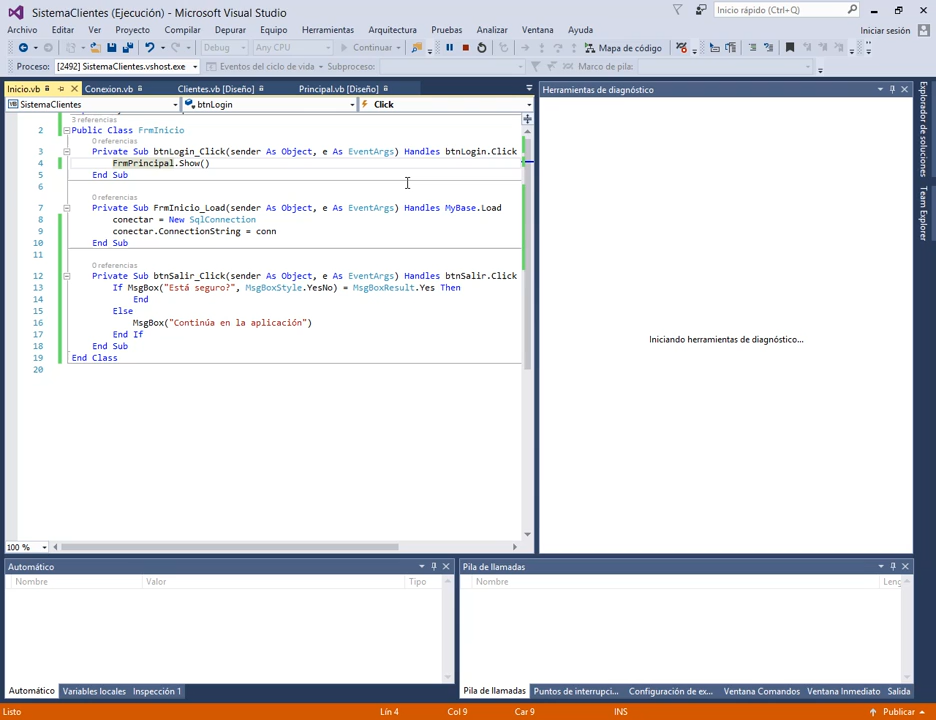 SistemaClientes (Ejecución) - Microsoft Visual Studio
Inicio rápido (Ctrl+Q)
Archivo Editar Ver Proyecto Compilar Depurar Equipo Herramientas Arquitectura Pruebas Analizar Ventana Ayuda
Iniciar sesión
Debug Any CPU Continuar Mapa de código
Proceso: [2492] SistemaClientes.vshost.exe Eventos del ciclo de vida Subproceso: Marco de pila:
Inicio.vb Conexion.vb Clientes.vb [Diseño] Principal.vb [Diseño]
SistemaClientes btnLogin Click
3 referencias
2 Public Class FrmInicio
0 referencias
3 Private Sub btnLogin_Click(sender As Object, e As EventArgs) Handles btnLogin.Click
4 FrmPrincipal.Show()
5 End Sub
6
0 referencias
7 Private Sub FrmInicio_Load(sender As Object, e As EventArgs) Handles MyBase.Load
8 conectar = New SqlConnection
9 conectar.ConnectionString = conn
10 End Sub
11
0 referencias
12 Private Sub btnSalir_Click(sender As Object, e As EventArgs) Handles btnSalir.Click
13 If MsgBox("Está seguro?", MsgBoxStyle.YesNo) = MsgBoxResult.Yes Then
14 End
15 Else
16 MsgBox("Continúa en la aplicación")
17 End If
18 End Sub
19 End Class
20
100 %
Herramientas de diagnóstico
Iniciando herramientas de diagnóstico...
Explorador de soluciones
Team Explorer
Automático
Nombre Valor Tipo
Automático Variables locales Inspección 1
Pila de llamadas
Nombre Leng
Pila de llamadas Puntos de interrupci... Configuración de ex... Ventana Comandos Ventana Inmediato Salida
Listo Lín 4 Col 9 Car 9 INS Publicar